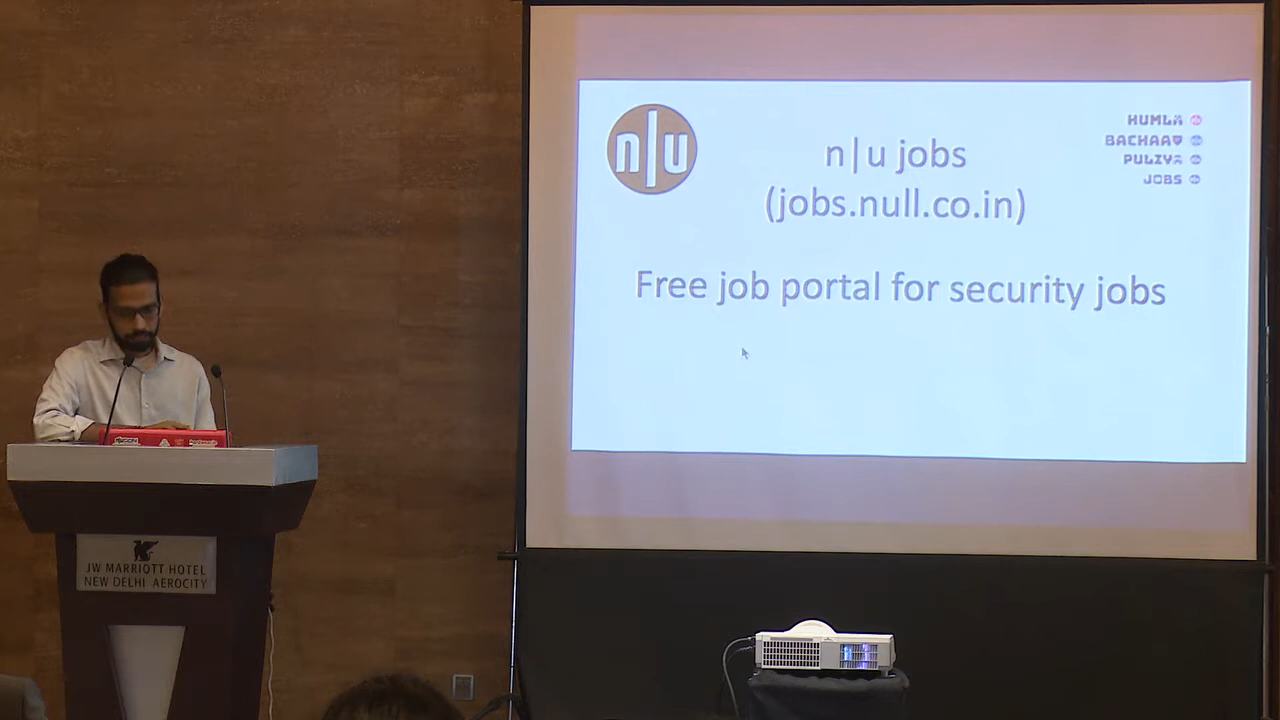 n|u
n|u jobs
(jobs.null.co.in)
HUMLA
BACHAAV
PULIYA
JOBS
Free job portal for security jobs
JW MARRIOTT HOTEL
NEW DELHI AEROCITY